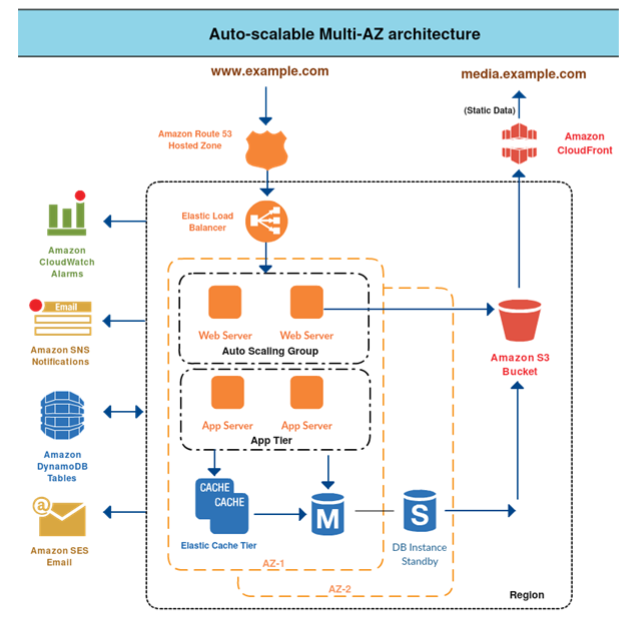 Auto-scalable Multi-AZ architecture
www.example.com
media.example.com
(Static Data)
Amazon Route 53
Hosted Zone
Amazon
CloudFront
Elastic Load
Balancer
Amazon
CloudWatch
Alarms
Email
Amazon SNS
Notifications
Web Server
Web Server
Auto Scaling Group
Amazon S3
Bucket
App Server
App Server
App Tier
Amazon
DynamoDB
Tables
CACHE
CACHE
Elastic Cache Tier
M
S
DB Instance
Standby
@
Amazon SES
Email
AZ-1
AZ-2
Region